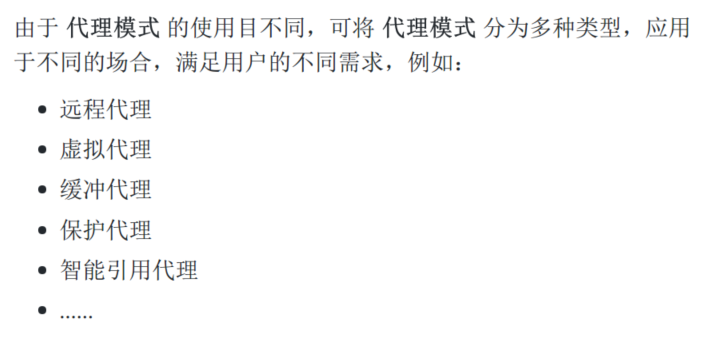 由于 代理模式 的使用目不同，可将 代理模式 分为多种类型，应用
于不同的场合，满足用户的不同需求，例如：
• 远程代理
• 虚拟代理
• 缓冲代理
• 保护代理
• 智能引用代理
• ......